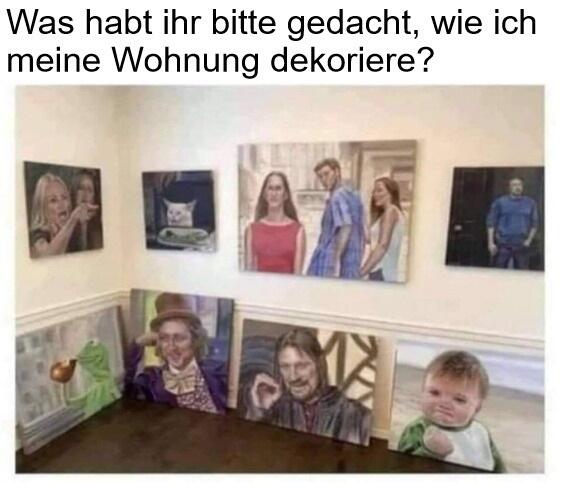 Was habt ihr bitte gedacht, wie ich
meine Wohnung dekoriere?